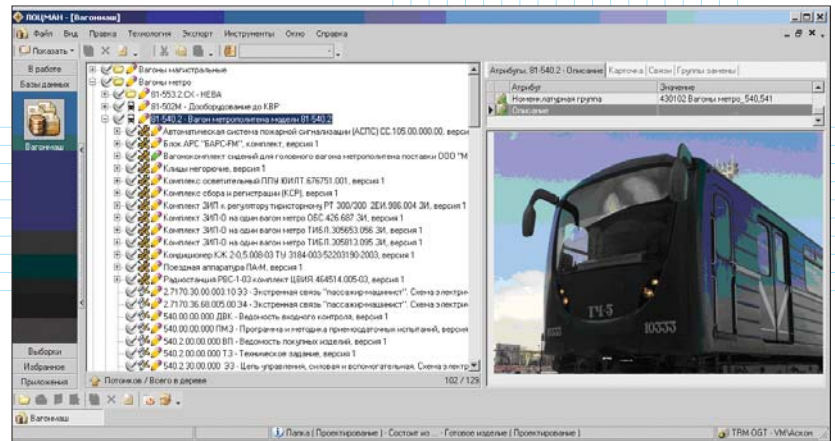 ЛОЦМАН - [Вагонмаш]
Файл Вид Правка Технология Экспорт Инструменты Окно Справка
Показать
В работе
Базы данных
Вагонмаш
Выборки
Избранное
Приложения
Вагоны магистральные
Вагоны метро
81-553.2.СХ - НЕВА
81-502М - Дооборудование до КВР
81-540.2 - Вагон метрополитена модели 81-540.2
Автоматическая система пожарной сигнализации (АСПС) СС.105.00.000.00, верси
Блок АРС "БАРС-FM", комплект, версия 1
Вагонокомплект сидений для головного вагона метрополитена поставки ООО "М
Клицы негорючие, версия 1
Комплекс осветительный ППУ ЮИЛТ.676751.001, версия 1
Комплекс сбора и регистрации (КСР), версия 1
Комплект ЗИП к регулятору тиристорному РТ 300/300 2ЕИ.986.004 ЗИ, версия 1
Комплект ЗИП-О на один вагон метро ОБС.426.687 ЗИ, версия 1
Комплект ЗИП-О на один вагон метро ТИБЛ.305653.056 ЗИ, версия 1
Комплект ЗИП-О на один вагон метро ТИБЛ.305813.095 ЗИ, версия 1
Кондиционер КЖ 2-0,5.008-03 ТУ 3184-003-52203190-2003, версия 1
Поездная аппаратура ПА-М, версия 1
Радиостанция РВС-1-03 комплект ЦВИЯ.464514.005-03, версия 1
2.7170.30.00.003.10 Э3 - Экстренная связь "пассажир-машинист". Схема электри
2.7170.36.68.005.00 Э4 - Экстренная связь "пассажир-машинист". Схема электри
540.00.00.000 ДВК - Ведомость входного контроля, версия 1
540.00.00.000 ПМ3 - Программа и методика приемосдаточных испытаний, версия
540.2.00.00.000 ВП - Ведомость покупных изделий, версия 1
540.2.00.00.000 ТЗ - Техническое задание, версия 1
540.2.30.00.000 Э3 - Цепь управления, силовая и вспомогательная. Схема электр
Потомков / Всего в дереве
102 / 129
Атрибуты, 81-540.2 - Описание Карточка Связи Группы замены
Атрибут Значение
Номенклатурная группа 430102 Вагоны метро_540,541
Описание
ТЧ-5
10333
Вагонмаш
Папка ( Проектирование ) - Состоит из ... - Готовое изделие ( Проектирование )
TRM-OGT - VM\Аскон